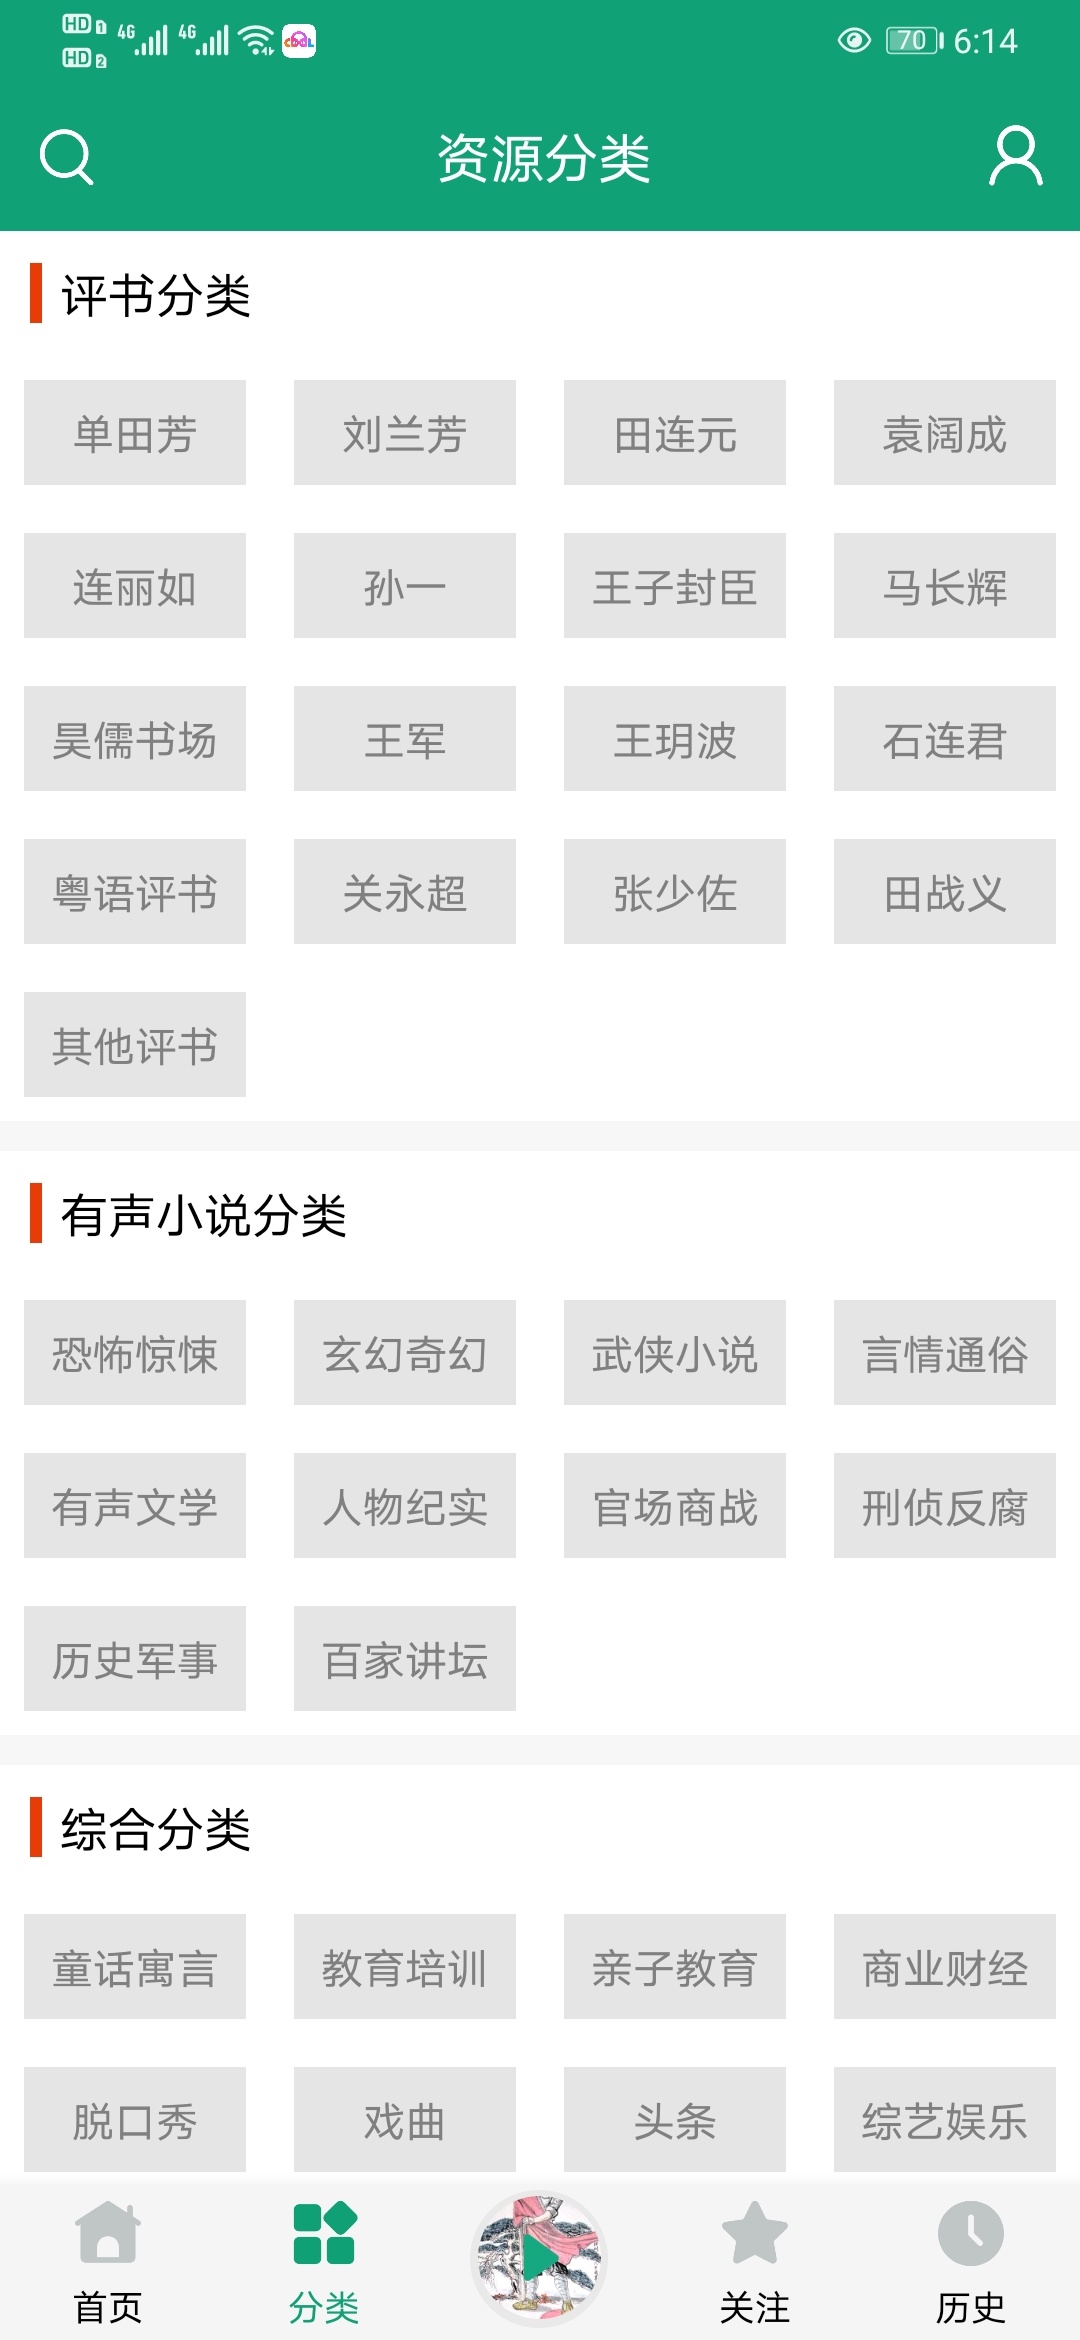 HD 1 4G 4G 70 6:14
HD 2
资源分类
评书分类
单田芳 刘兰芳 田连元 袁阔成
连丽如 孙一 王子封臣 马长辉
昊儒书场 王军 王玥波 石连君
粤语评书 关永超 张少佐 田战义
其他评书
有声小说分类
恐怖惊悚 玄幻奇幻 武侠小说 言情通俗
有声文学 人物纪实 官场商战 刑侦反腐
历史军事 百家讲坛
综合分类
童话寓言 教育培训 亲子教育 商业财经
脱口秀 戏曲 头条 综艺娱乐
首页 分类 关注 历史